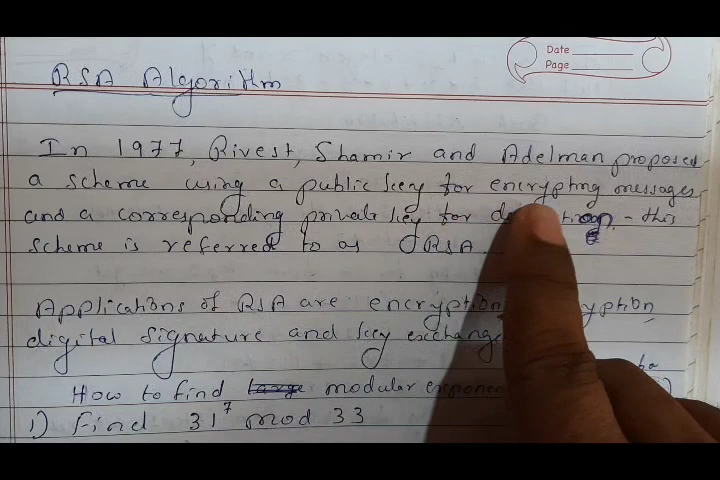 Date
Page
RSA Algorithm
In 1977, Rivest, Shamir and Adelman proposed
a scheme using a public key for encrypting messages
and a corresponding private key for - this
scheme is referred to as RSA.
Applications of RSA are encryption
digital signature and key exchange
How to find modular
1) Find 31⁷ mod 33